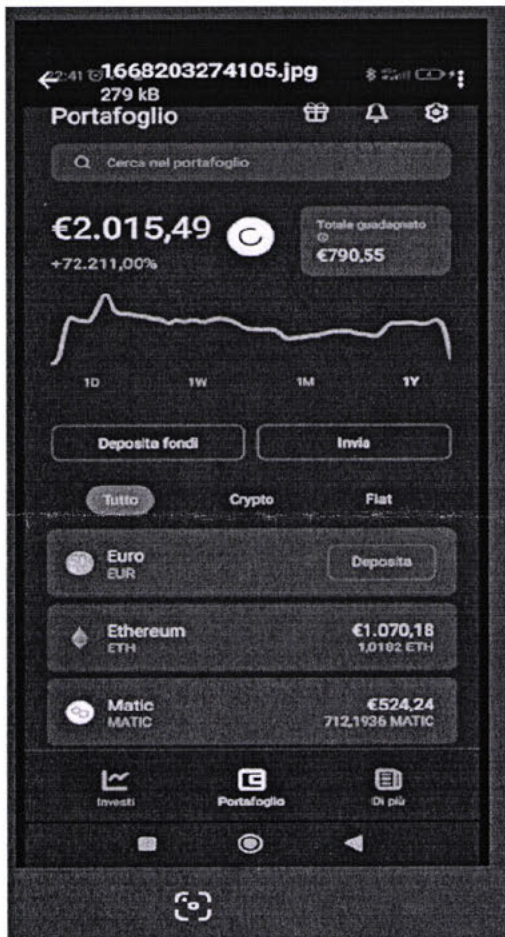 22:41
1668203274105.jpg
279 kB
Portafoglio
Cerca nel portafoglio
€2.015,49
+72.211,00%
Totale guadagnato
€790,55
1D 1W 1M 1Y
Deposita fondi Invia
Tutto Crypto Fiat
Euro
EUR
Deposita
Ethereum €1.070,18
ETH 1,0182 ETH
Matic €524,24
MATIC 712,1936 MATIC
Investi Portafoglio Di più